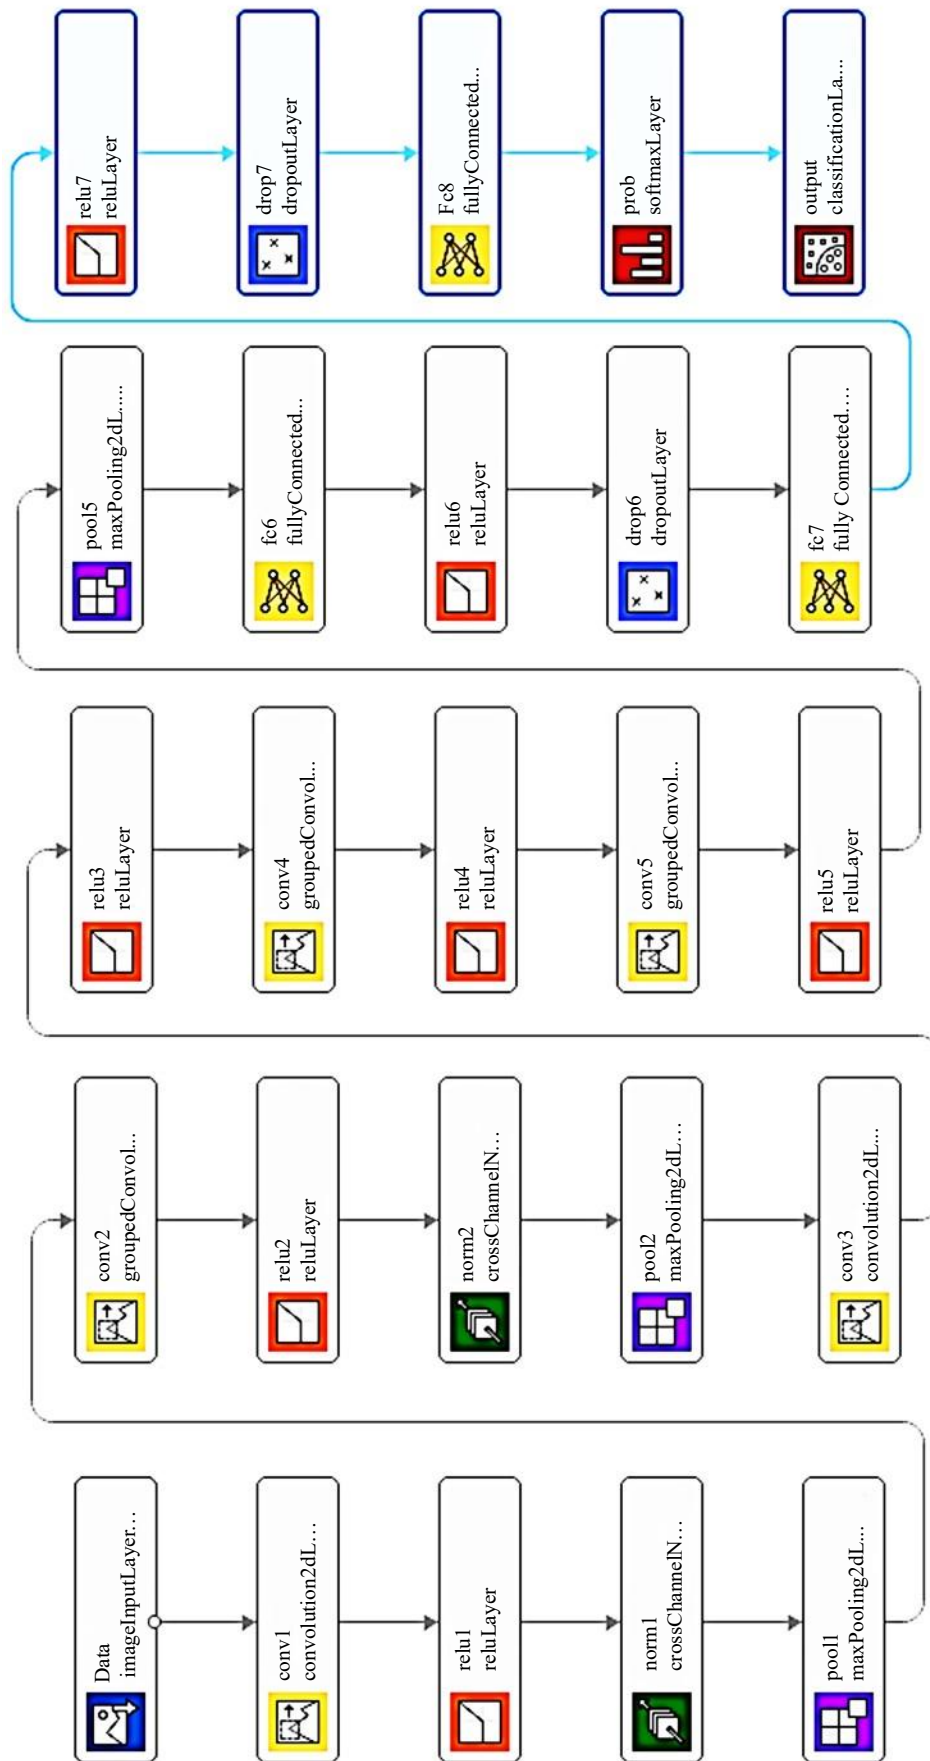 Data
imageInputLayer...
conv1
convolution2dL...
relu1
reluLayer
norm1
crossChannelN...
pool1
maxPooling2dL...
conv2
groupedConvol...
relu2
reluLayer
norm2
crossChannelN...
pool2
maxPooling2dL...
conv3
convolution2dL...
relu3
reluLayer
conv4
groupedConvol...
relu4
reluLayer
conv5
groupedConvol...
relu5
reluLayer
pool5
maxPooling2dL.....
fc6
fullyConnected...
relu6
reluLayer
drop6
dropoutLayer
fc7
fully Connected....
relu7
reluLayer
drop7
dropoutLayer
Fc8
fullyConnected...
prob
softmaxLayer
output
classificationLa....